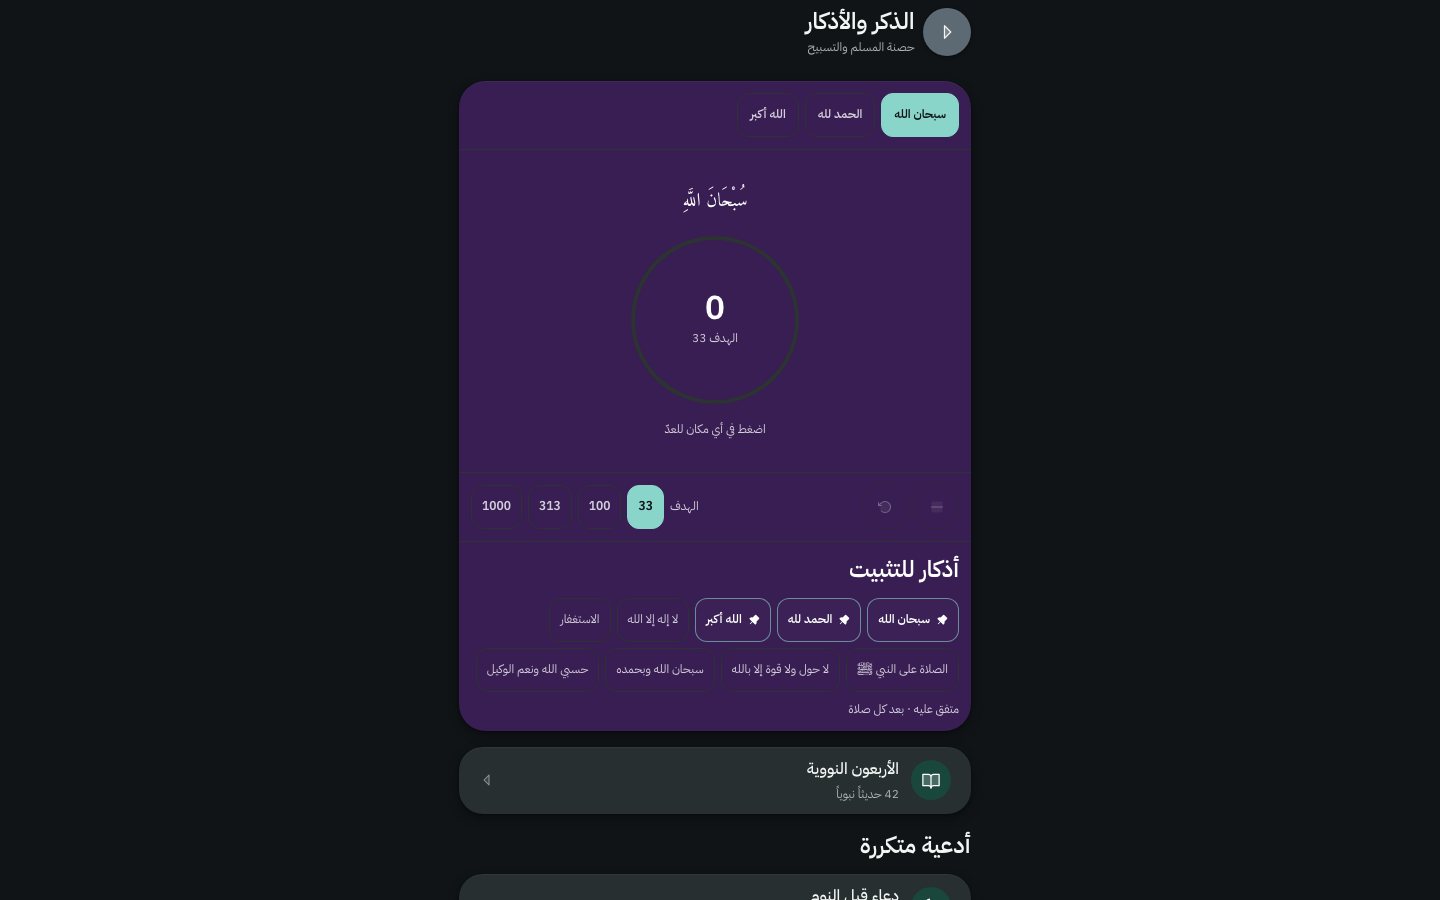 الذكر والأذكار
حصنة المسلم والتسبيح
سبحان الله
الحمد لله
الله أكبر
سُبْحَانَ اللَّهِ
0
الهدف 33
اضغط في أي مكان للعدّ
الهدف
33
100
313
1000
أذكار للتثبيت
سبحان الله
الحمد لله
الله أكبر
لا إله إلا الله
الاستغفار
الصلاة على النبي ﷺ
لا حول ولا قوة إلا بالله
سبحان الله وبحمده
حسبي الله ونعم الوكيل
متفق عليه · بعد كل صلاة
الأربعون النووية
42 حديثاً نبوياً
أدعية متكررة
دعاء قبل النوم